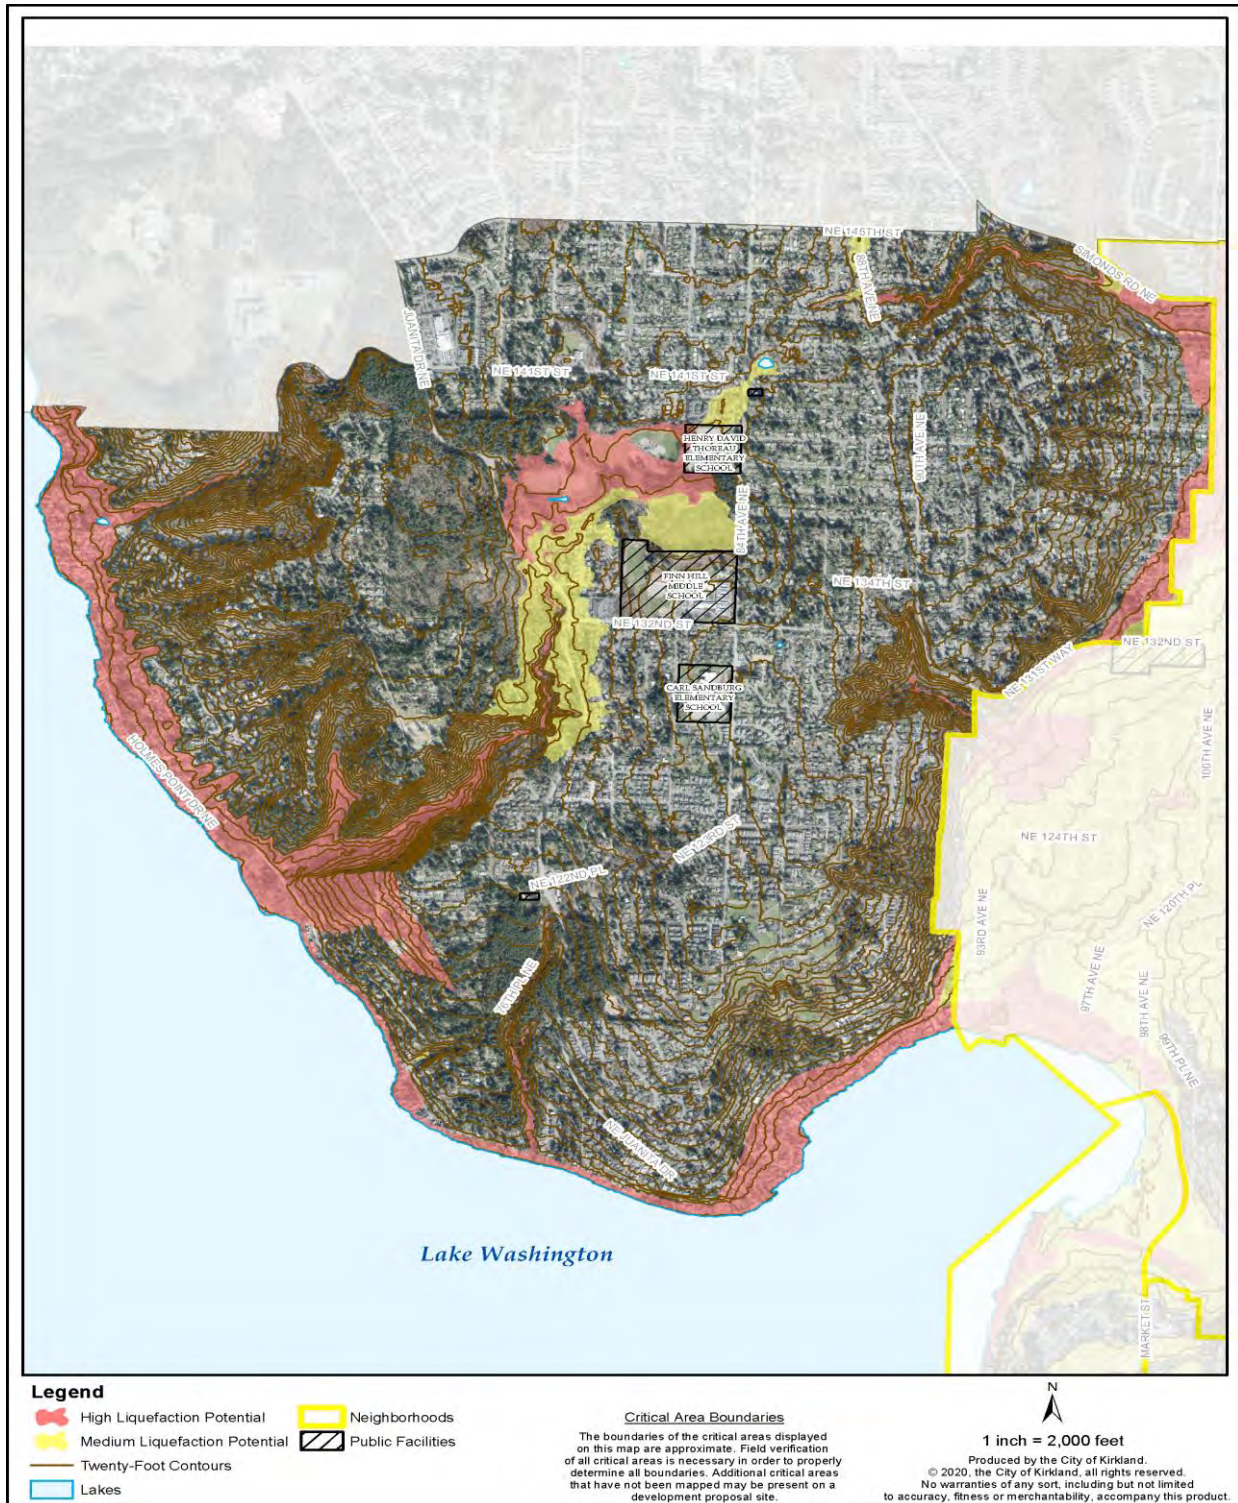 NE 145TH ST
88TH AVE NE
SIMONDS RD NE
JUANITA DR NE
NE 141ST ST
NE 141ST ST
90TH AVE NE
HENRY DAVID
THOREAU
ELEMENTARY
SCHOOL
84TH AVE NE
FINN HILL
MIDDLE
SCHOOL
NE 134TH ST
NE 132ND ST
NE 132ND ST
NE 131ST WAY
CARL SANDBURG
ELEMENTARY
SCHOOL
100TH AVE NE
HOLMES POINT DR NE
NE 123RD ST
NE 124TH ST
NE 122ND PL
NE 120TH PL
93RD AVE NE
76TH PL NE
97TH AVE NE
98TH AVE NE
99TH PL NE
NE JUANITA DR
Lake Washington
MARKET ST
Legend
High Liquefaction Potential
Medium Liquefaction Potential
Twenty-Foot Contours
Lakes
Neighborhoods
Public Facilities
Critical Area Boundaries
The boundaries of the critical areas displayed
on this map are approximate. Field verification
of all critical areas is necessary in order to properly
determine all boundaries. Additional critical areas
that have not been mapped may be present on a
development proposal site.
N
1 inch = 2,000 feet
Produced by the City of Kirkland.
© 2020, the City of Kirkland, all rights reserved.
No warranties of any sort, including but not limited
to accuracy, fitness or merchantability, accompany this product.